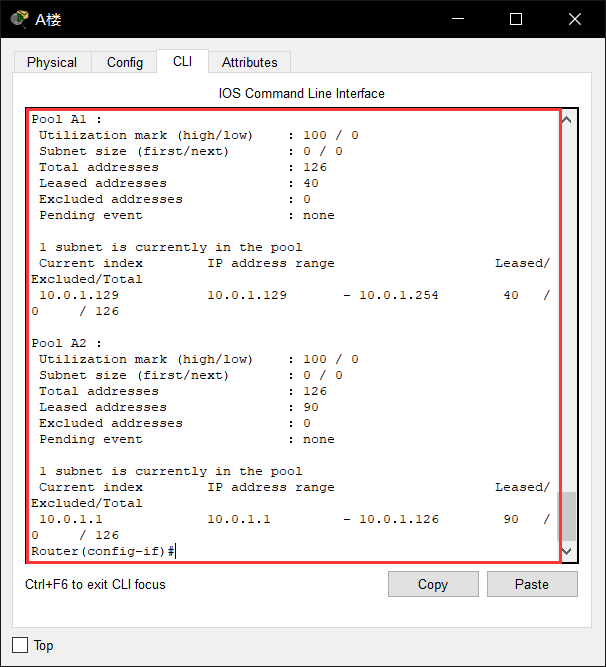 A楼
Physical Config CLI Attributes
IOS Command Line Interface
Pool A1 :
Utilization mark (high/low) : 100 / 0
Subnet size (first/next) : 0 / 0
Total addresses : 126
Leased addresses : 40
Excluded addresses : 0
Pending event : none
1 subnet is currently in the pool
Current index IP address range Leased/
Excluded/Total
10.0.1.129 10.0.1.129 - 10.0.1.254 40 /
0 / 126
Pool A2 :
Utilization mark (high/low) : 100 / 0
Subnet size (first/next) : 0 / 0
Total addresses : 126
Leased addresses : 90
Excluded addresses : 0
Pending event : none
1 subnet is currently in the pool
Current index IP address range Leased/
Excluded/Total
10.0.1.1 10.0.1.1 - 10.0.1.126 90 /
0 / 126
Router(config-if)#
Ctrl+F6 to exit CLI focus Copy Paste
Top